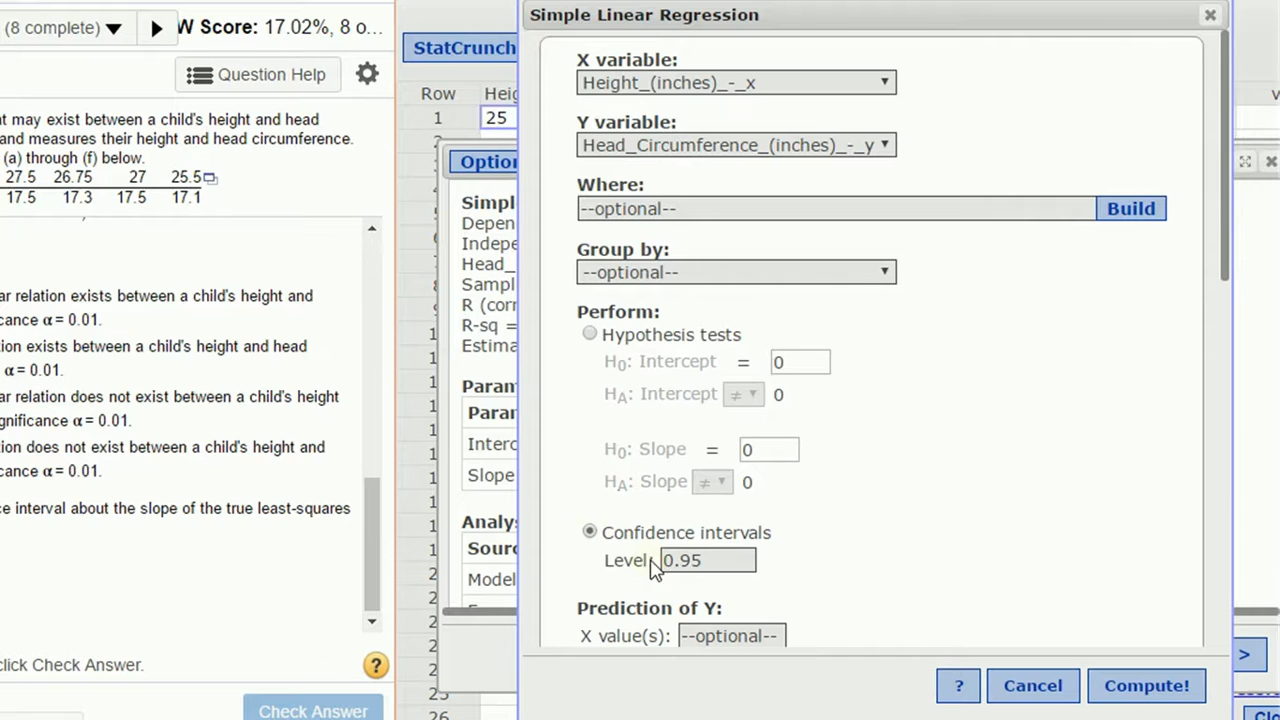 (8 complete)
W Score: 17.02%, 8 o...
Question Help
t may exist between a child's height and head
and measures their height and head circumference.
(a) through (f) below.
27.5 26.75 27 25.5
17.5 17.3 17.5 17.1
ar relation exists between a child's height and
icance α = 0.01.
tion exists between a child's height and head
α = 0.01.
ar relation does not exist between a child's height
gnificance α = 0.01.
tion does not exist between a child's height and
cance α = 0.01.
ce interval about the slope of the true least-squares
click Check Answer.
?
Check Answer
StatCrunch
Row Heig
1 25
Option
Simpl
Depen
Indepe
Head_
Sampl
R (corr
R-sq =
Estima
Param
Param
Interc
Slope
Analys
Sourc
Model
26
Simple Linear Regression
X variable:
Height_(inches)_-_x
Y variable:
Head_Circumference_(inches)_-_y
Where:
--optional-- Build
Group by:
--optional--
Perform:
Hypothesis tests
H0: Intercept = 0
HA: Intercept ≠ 0
H0: Slope = 0
HA: Slope ≠ 0
Confidence intervals
Level: 0.95
Prediction of Y:
X value(s): --optional--
? Cancel Compute!
>